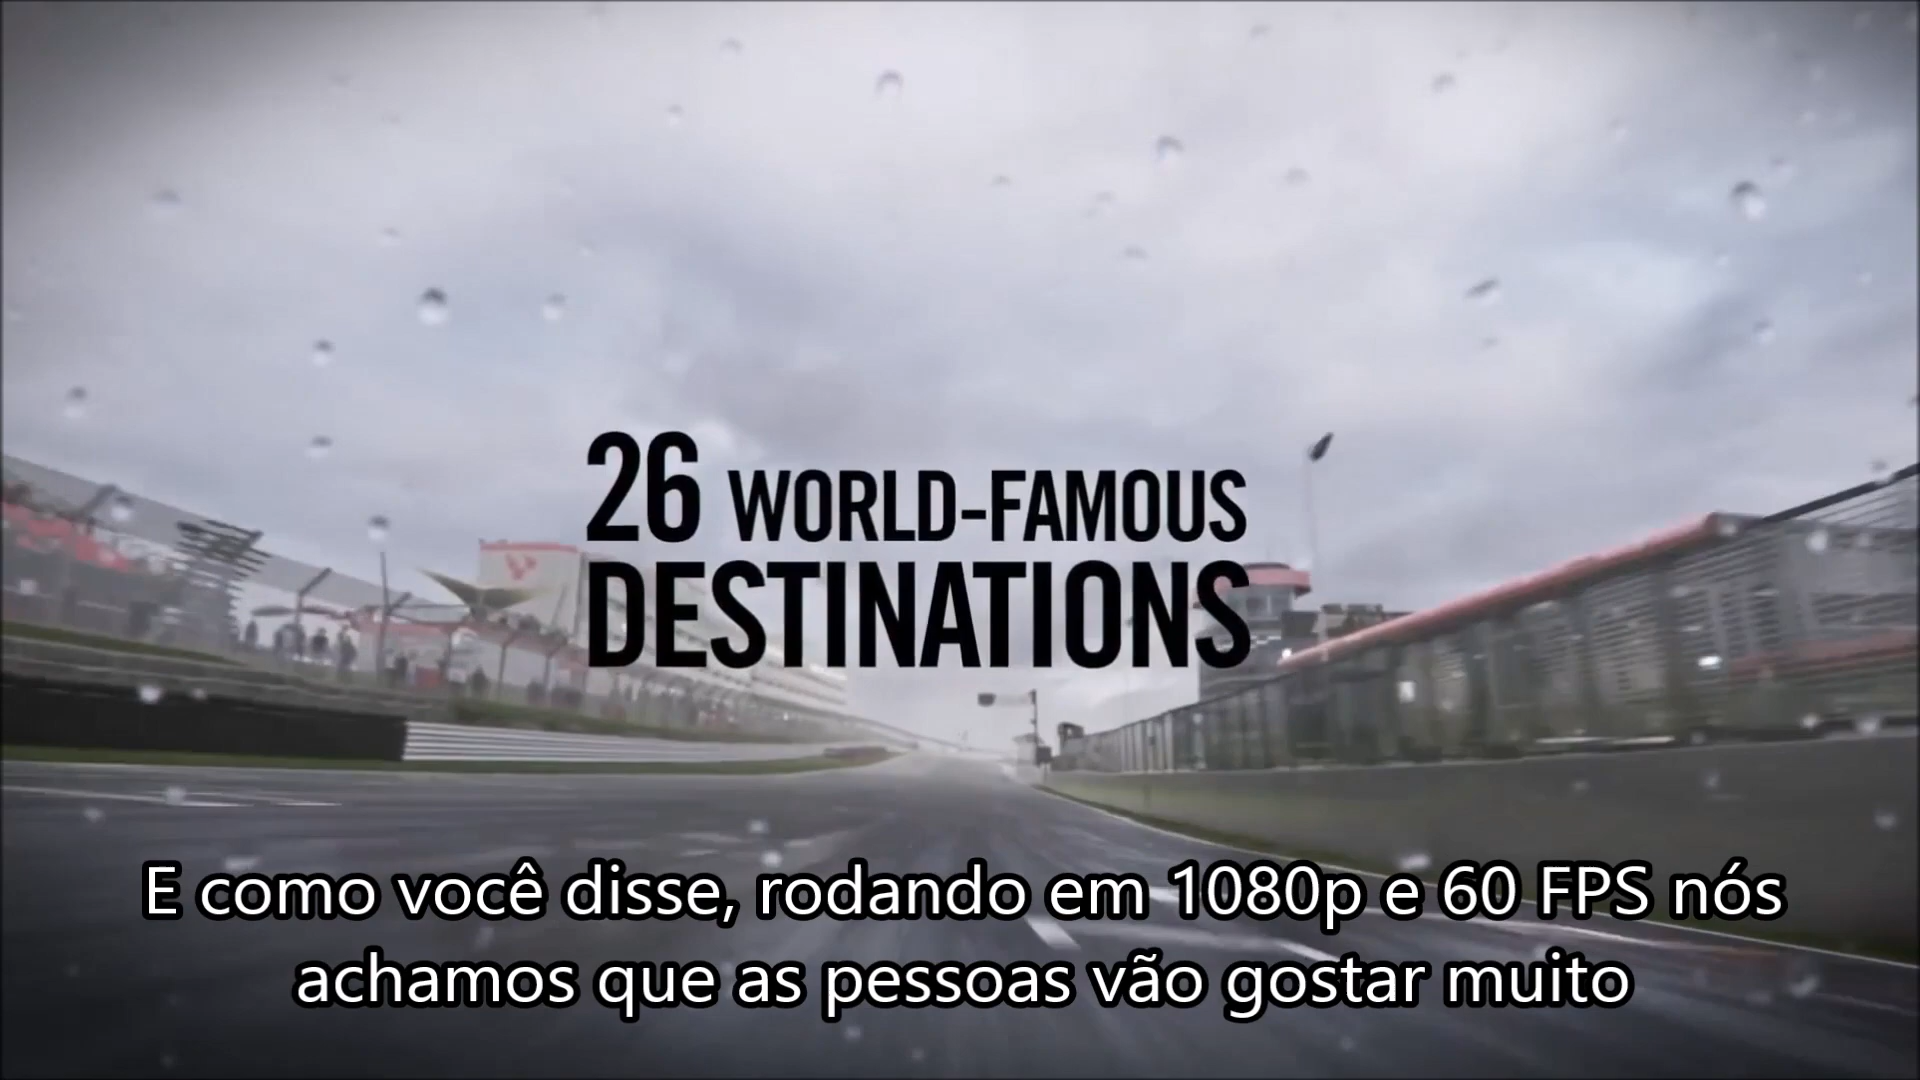 26 WORLD-FAMOUS
DESTINATIONS
E como você disse, rodando em 1080p e 60 FPS nós
achamos que as pessoas vão gostar muito